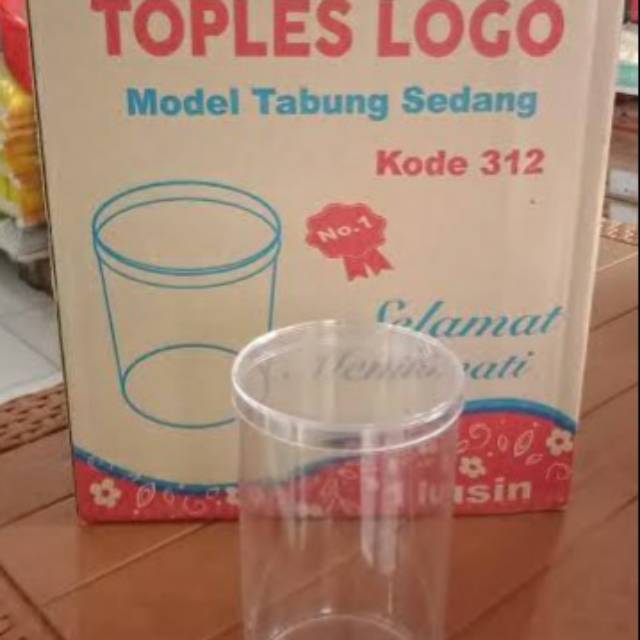 TOPLES LOGO
Model Tabung Sedang
Kode 312
No.1
Selamat
lusin